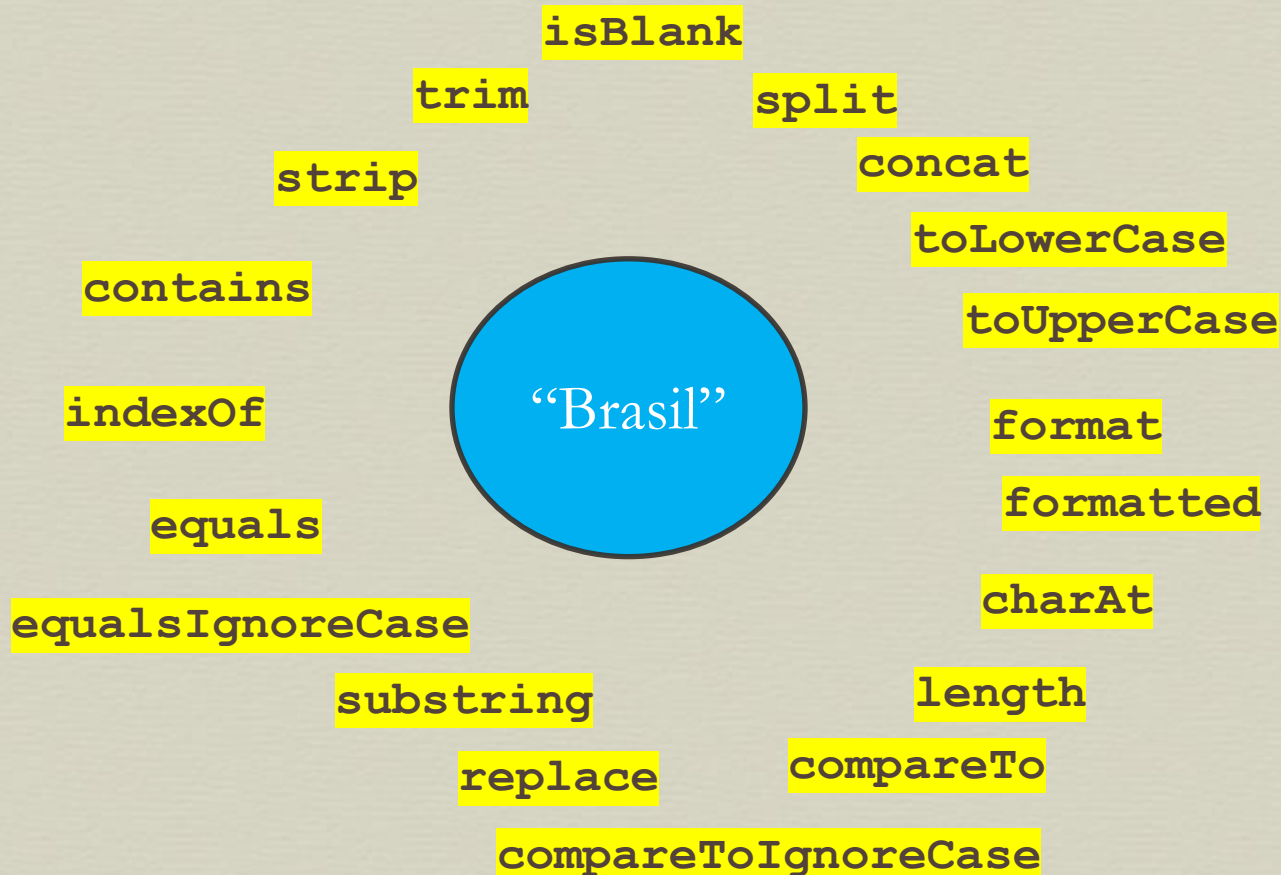 isBlank
trim
split
concat
strip
toLowerCase
contains
toUpperCase
“Brasil”
indexOf
format
formatted
equals
charAt
equalsIgnoreCase
substring
length
compareTo
replace
compareToIgnoreCase